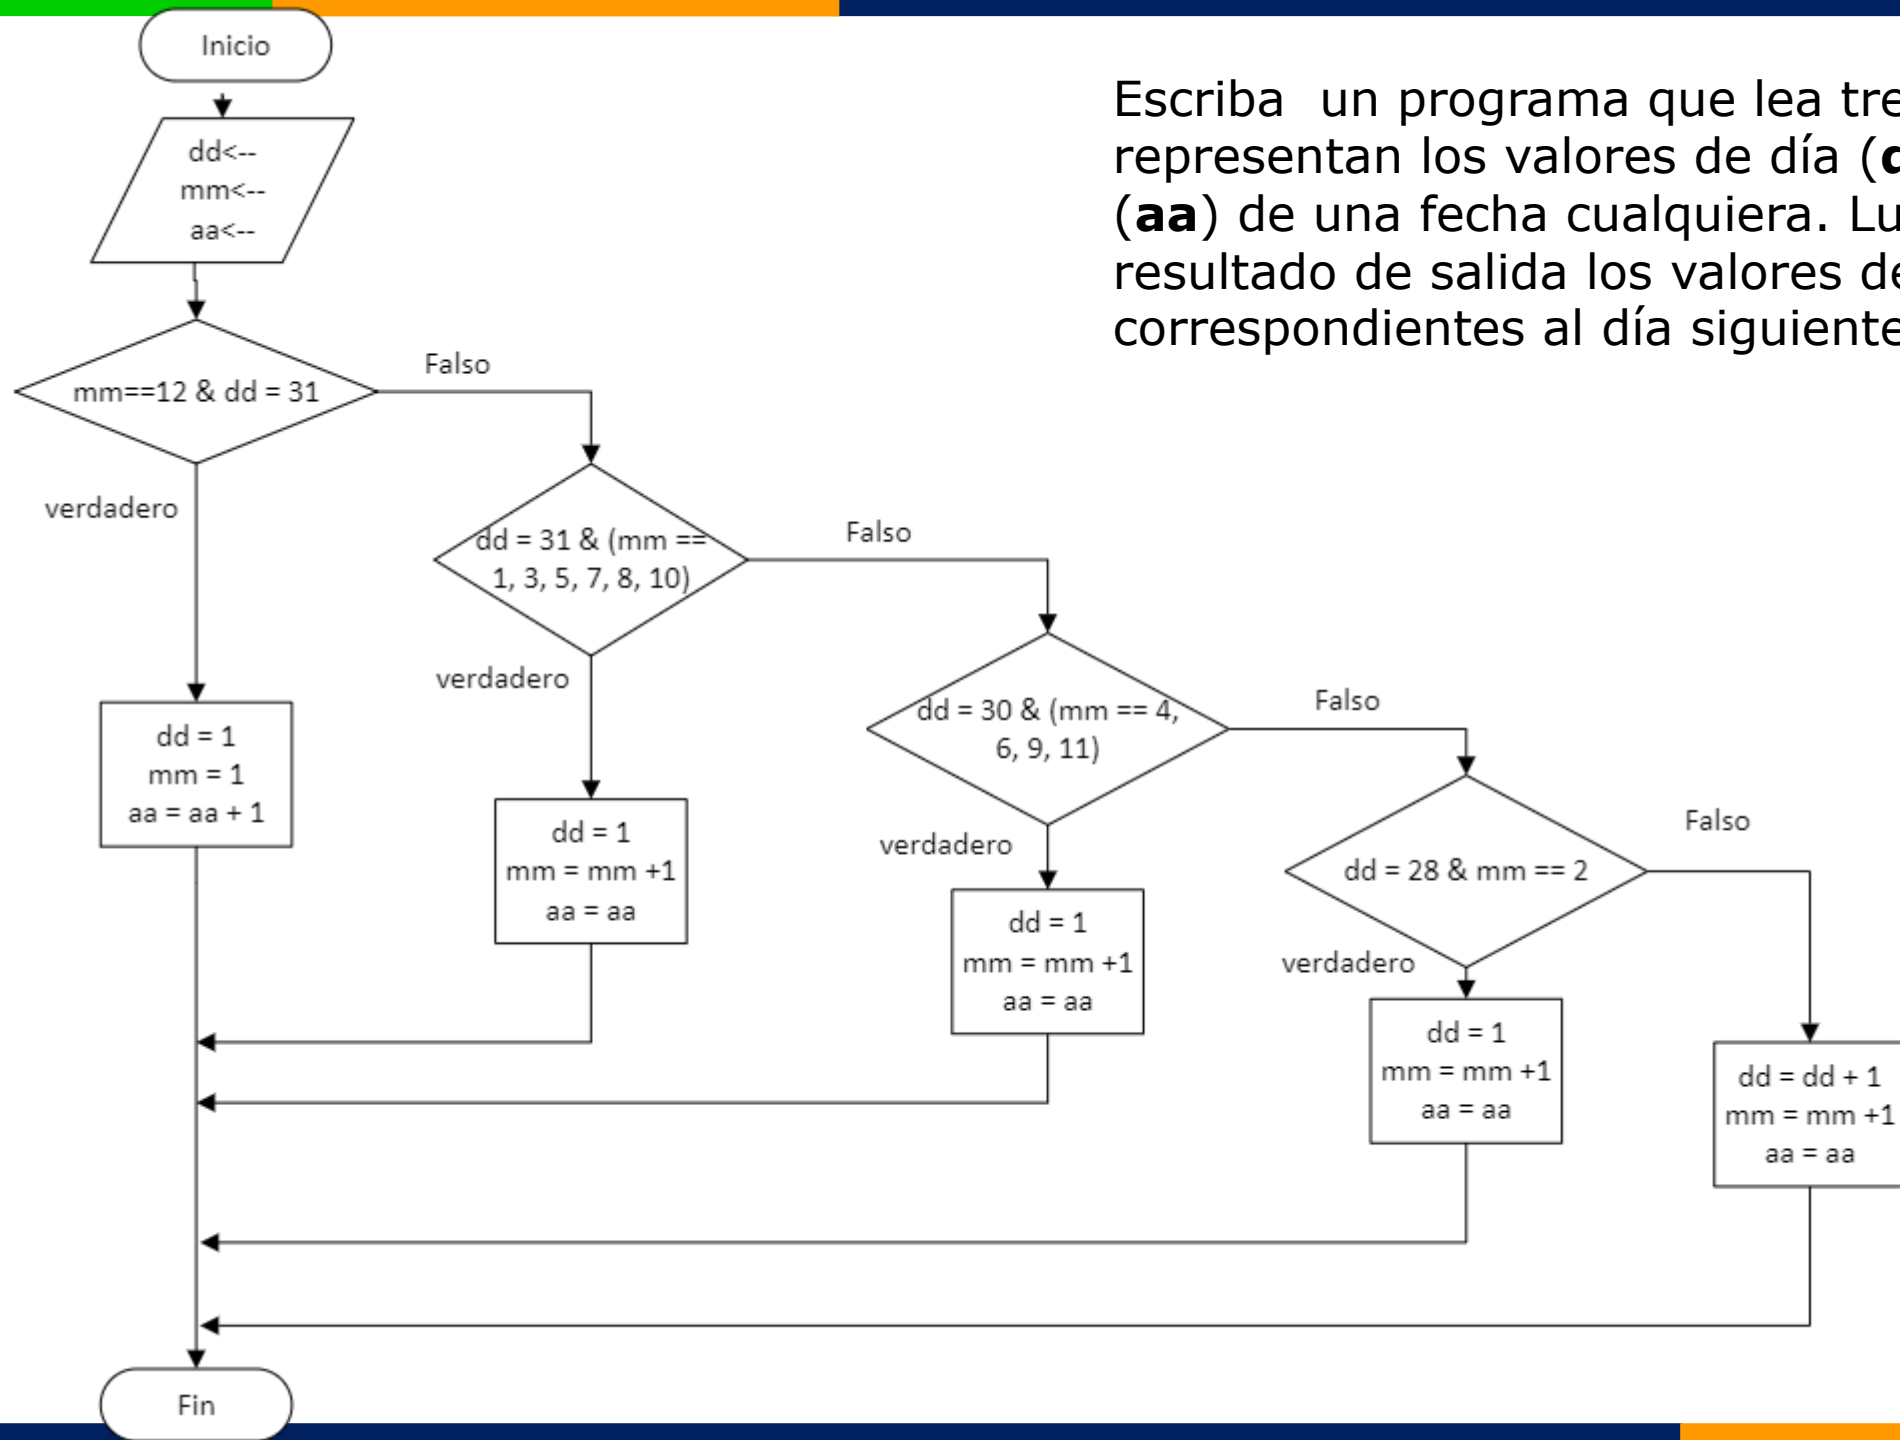 Inicio
Escriba un programa que lea
representan los valores de día (
(aa) de una fecha cualquiera.
resultado de salida los valores
correspondientes al día siguiente
dd<--
mm<--
aa<--
mm==12 & dd = 31
Falso
verdadero
dd = 31 & (mm ==
1, 3, 5, 7, 8, 10)
Falso
verdadero
dd = 30 & (mm == 4,
6, 9, 11)
Falso
verdadero
dd = 28 & mm == 2
Falso
verdadero
dd = 1
mm = 1
aa = aa + 1
dd = 1
mm = mm +1
aa = aa
dd = 1
mm = mm +1
aa = aa
dd = 1
mm = mm +1
aa = aa
dd = dd + 1
mm = mm +1
aa = aa
Fin